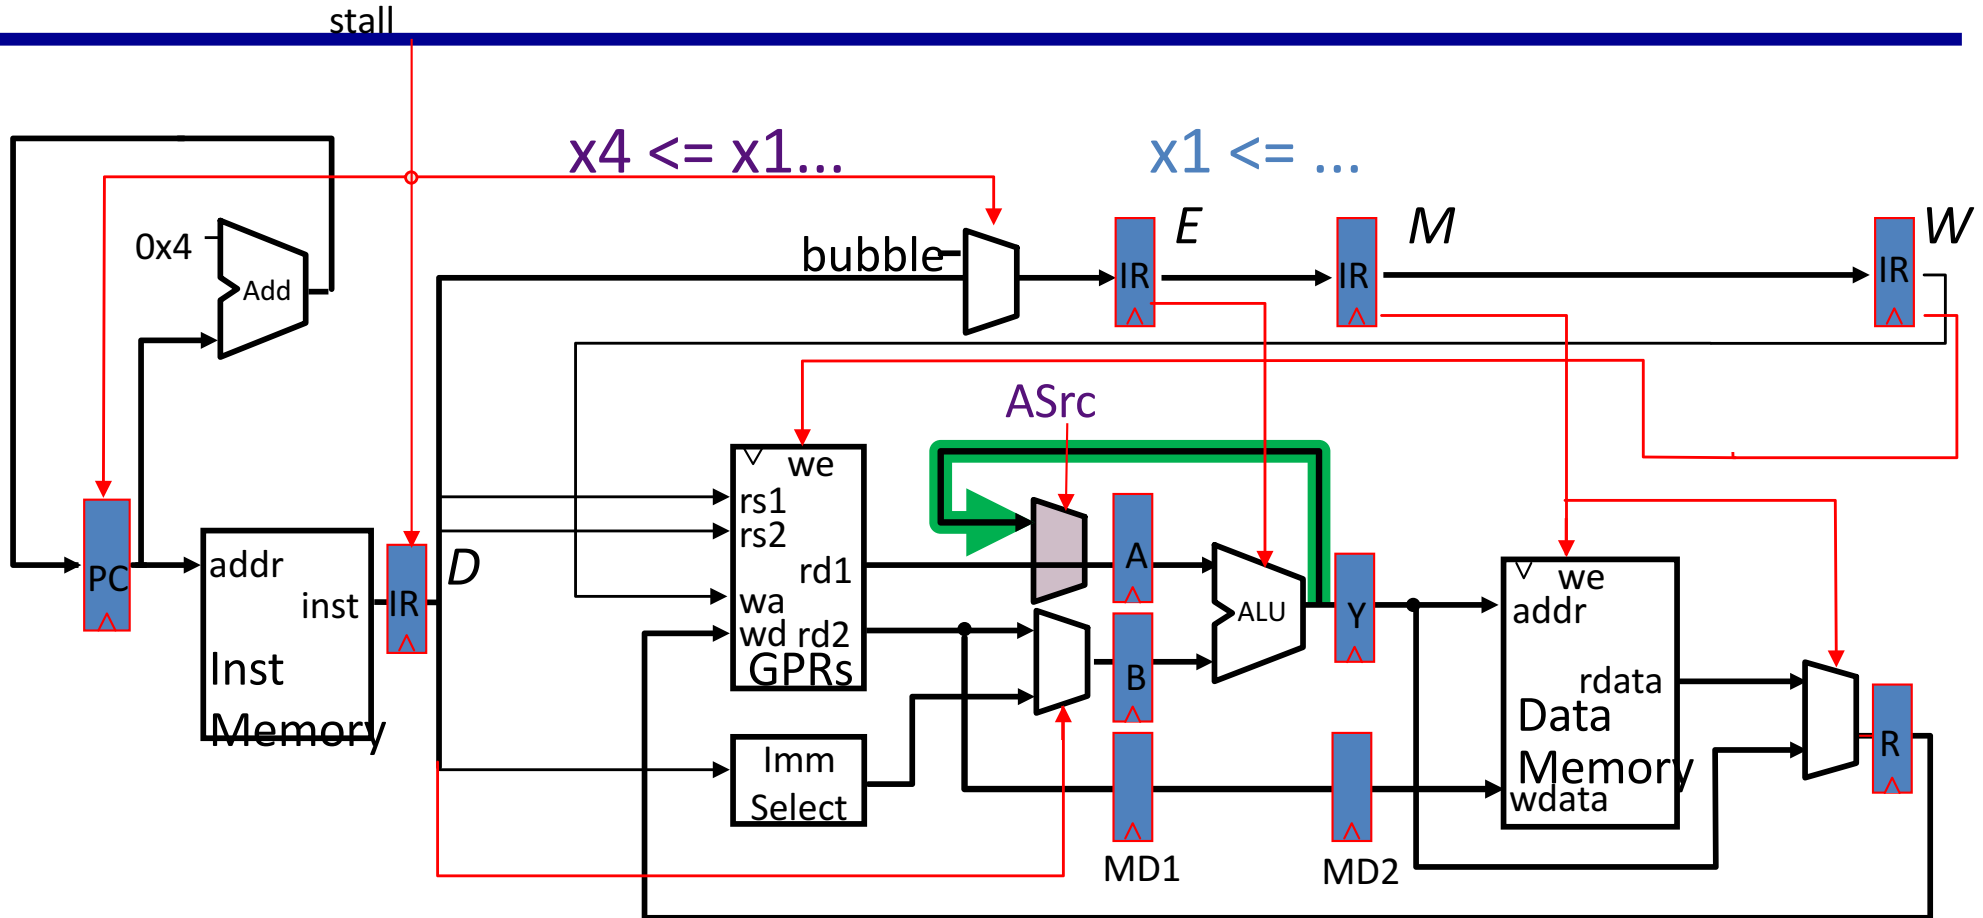 stall
x4 <= x1...
x1 <= ...
E
M
W
0x4
Add
bubble
IR
IR
IR
ASrc
we
rs1
rs2
rd1
wa
wd rd2
GPRs
PC
addr
inst
Inst
Memory
IR
D
A
B
ALU
Y
we
addr
rdata
Data
Memory
wdata
R
Imm
Select
MD1
MD2